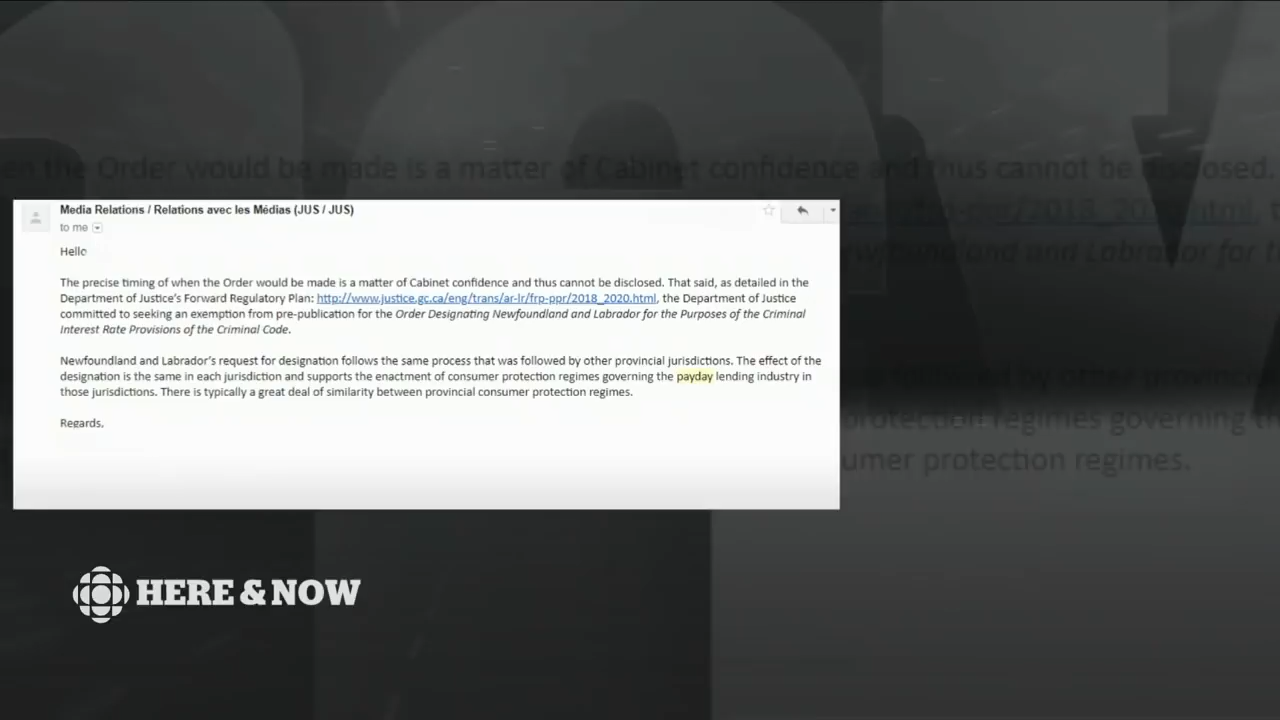 Media Relations / Relations avec les Médias (JUS / JUS)
to me
Hello
The precise timing of when the Order would be made is a matter of Cabinet confidence and thus cannot be disclosed. That said, as detailed in the
Department of Justice's Forward Regulatory Plan: http://www.justice.gc.ca/eng/trans/ar-lr/frp-ppr/2018_2020.html, the Department of Justice
committed to seeking an exemption from pre-publication for the Order Designating Newfoundland and Labrador for the Purposes of the Criminal
Interest Rate Provisions of the Criminal Code.
Newfoundland and Labrador's request for designation follows the same process that was followed by other provincial jurisdictions. The effect of the
designation is the same in each jurisdiction and supports the enactment of consumer protection regimes governing the payday lending industry in
those jurisdictions. There is typically a great deal of similarity between provincial consumer protection regimes.
Regards,
HERE & NOW